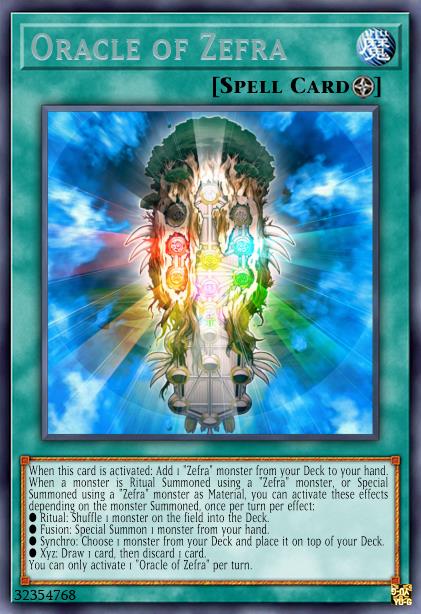 ORACLE OF ZEFRA
魔
[SPELL CARD]
When this card is activated: Add 1 "Zefra" monster from your Deck to your hand.
When a monster is Ritual Summoned using a "Zefra" monster, or Special
Summoned using a "Zefra" monster as Material, you can activate these effects
depending on the monster Summoned, once per turn per effect:
● Ritual: Shuffle 1 monster on the field into the Deck.
● Fusion: Special Summon 1 monster from your hand.
● Synchro: Choose 1 monster from your Deck and place it on top of your Deck.
● Xyz: Draw 1 card, then discard 1 card.
You can only activate 1 "Oracle of Zefra" per turn.
32354768